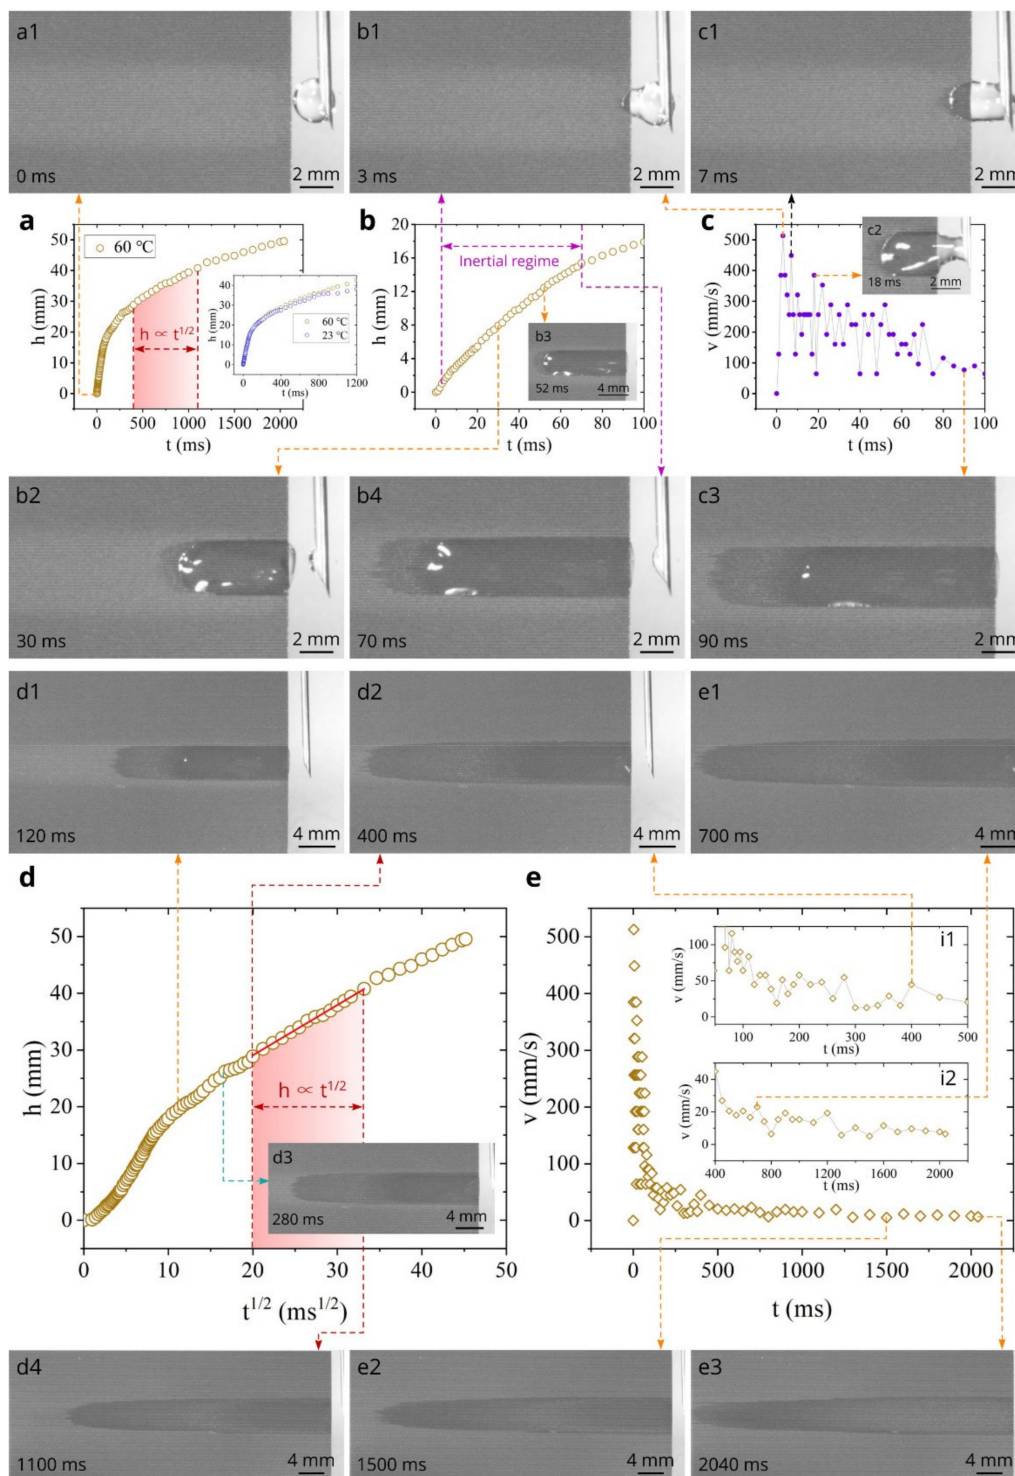 a1
b1
c1
0 ms
2 mm
3 ms
2 mm
7 ms
2 mm
a
b
c
h (mm)
50
40
30
20
10
0
60 °C
h ∝ t1/2
0 500 1000 1500 2000
t (ms)
h (mm)
40
30
20
10
0
60 °C
23 °C
0 400 800 1200
t (ms)
h (mm)
20
16
12
8
4
0
Inertial regime
b3
52 ms
4 mm
0 20 40 60 80 100
t (ms)
v (mm/s)
500
400
300
200
100
0
c2
18 ms
2 mm
0 20 40 60 80 100
t (ms)
b2
b4
c3
30 ms
2 mm
70 ms
2 mm
90 ms
2 mm
d1
d2
e1
120 ms
4 mm
400 ms
4 mm
700 ms
4 mm
d
e
h (mm)
50
40
30
20
10
0
h ∝ t1/2
d3
280 ms
4 mm
0 10 20 30 40 50
t1/2 (ms1/2)
v (mm/s)
500
400
300
200
100
0
i1
v (mm/s)
100
50
0
100 200 300 400 500
t (ms)
i2
v (mm/s)
40
20
0
400 800 1200 1600 2000
t (ms)
0 500 1000 1500 2000
t (ms)
d4
e2
e3
1100 ms
4 mm
1500 ms
4 mm
2040 ms
4 mm